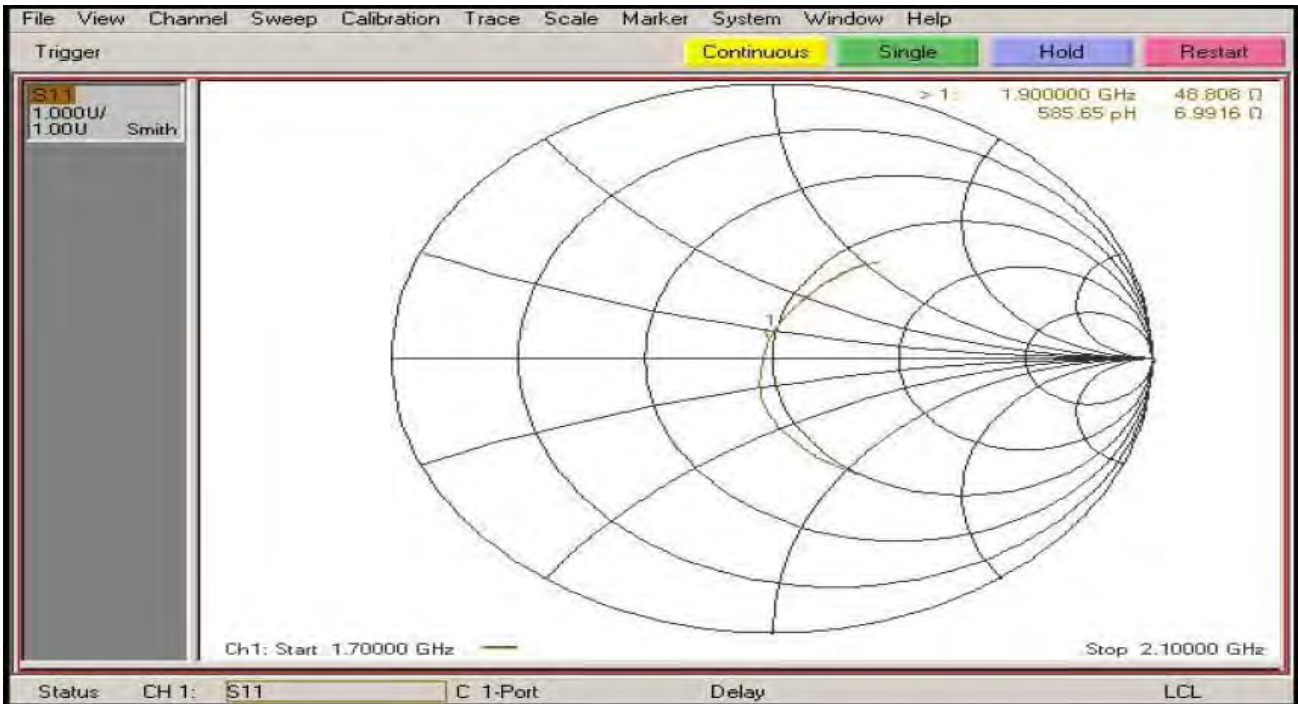 File View Channel Sweep Calibration Trace Scale Marker System Window Help
Trigger Continuous Single Hold Restart
S11
1.000U/
1.00U Smith
> 1: 1.900000 GHz 48.808 Ω
585.65 pH 6.9916 Ω
1
Ch1: Start 1.70000 GHz Stop 2.10000 GHz
Status CH 1: S11 C 1-Port Delay LCL